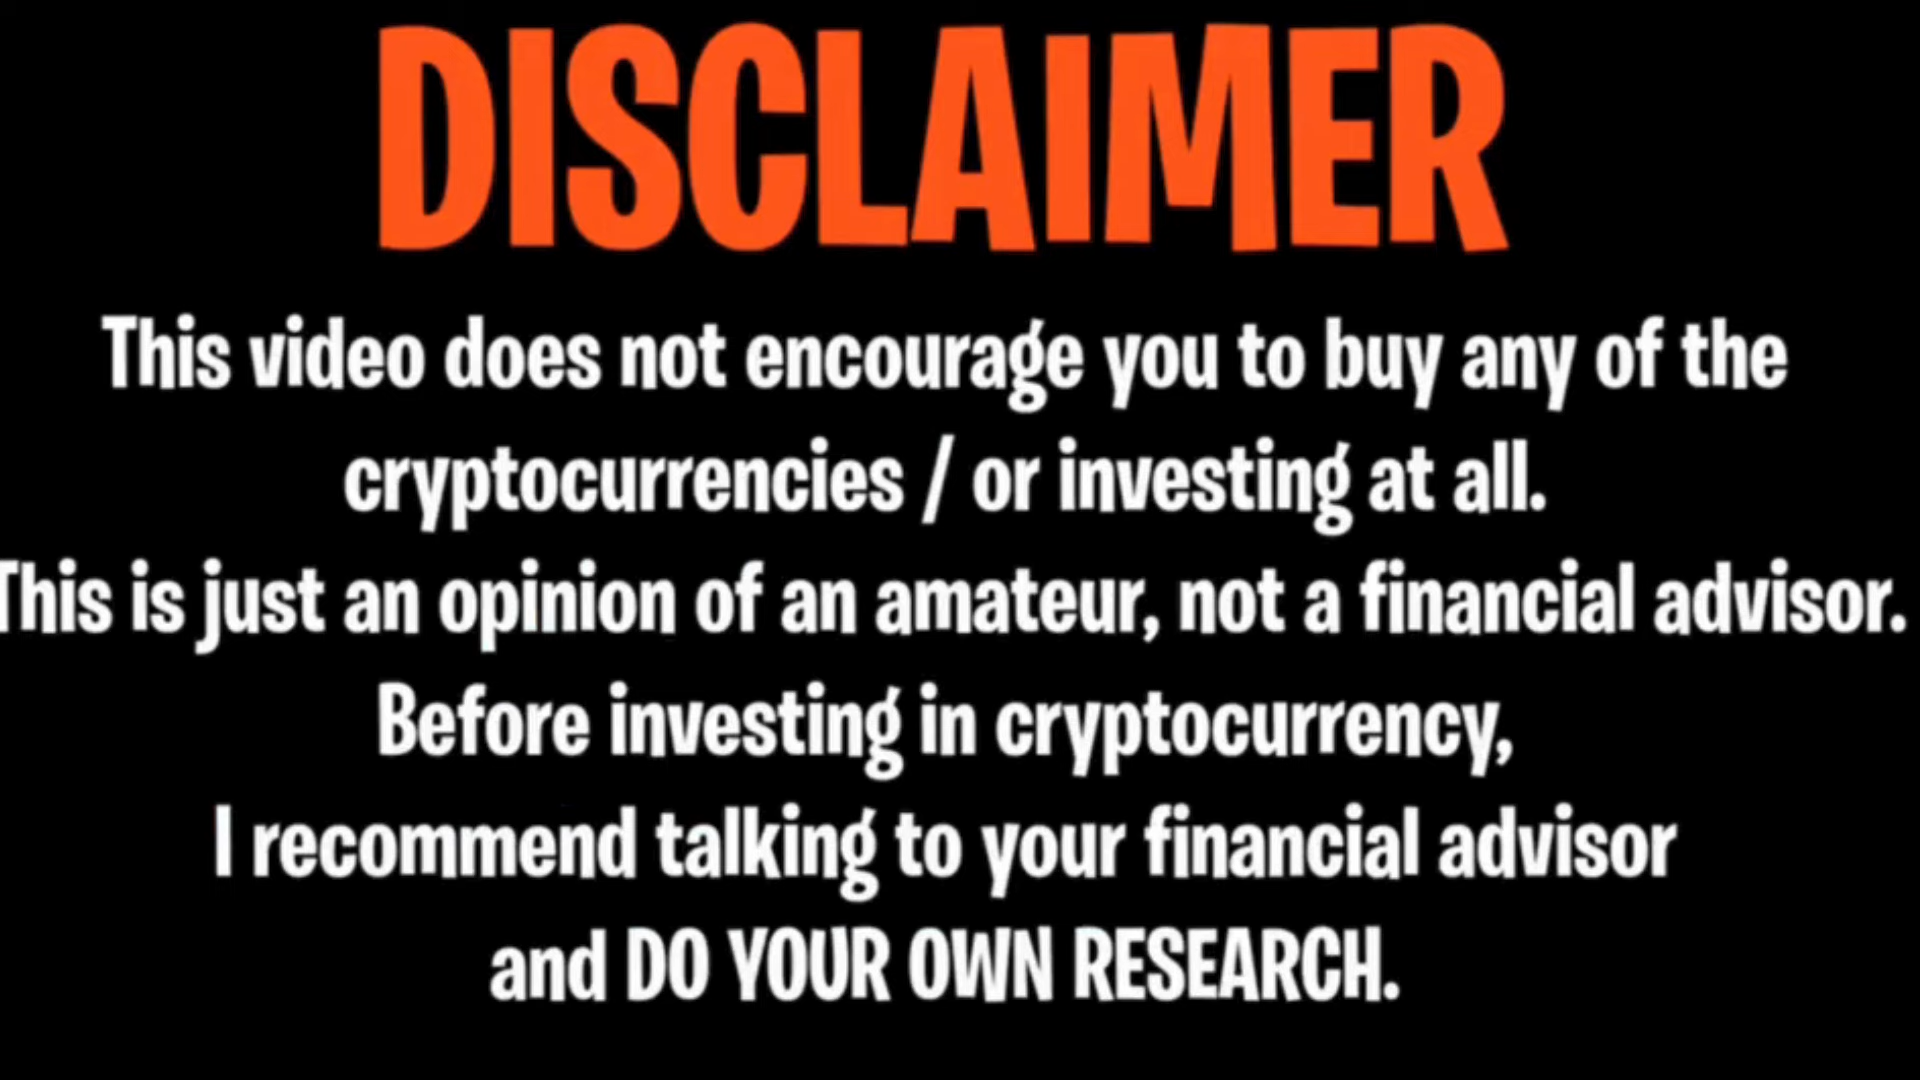 DISCLAIMER
This video does not encourage you to buy any of the
cryptocurrencies / or investing at all.
This is just an opinion of an amateur, not a financial advisor.
Before investing in cryptocurrency,
I recommend talking to your financial advisor
and DO YOUR OWN RESEARCH.